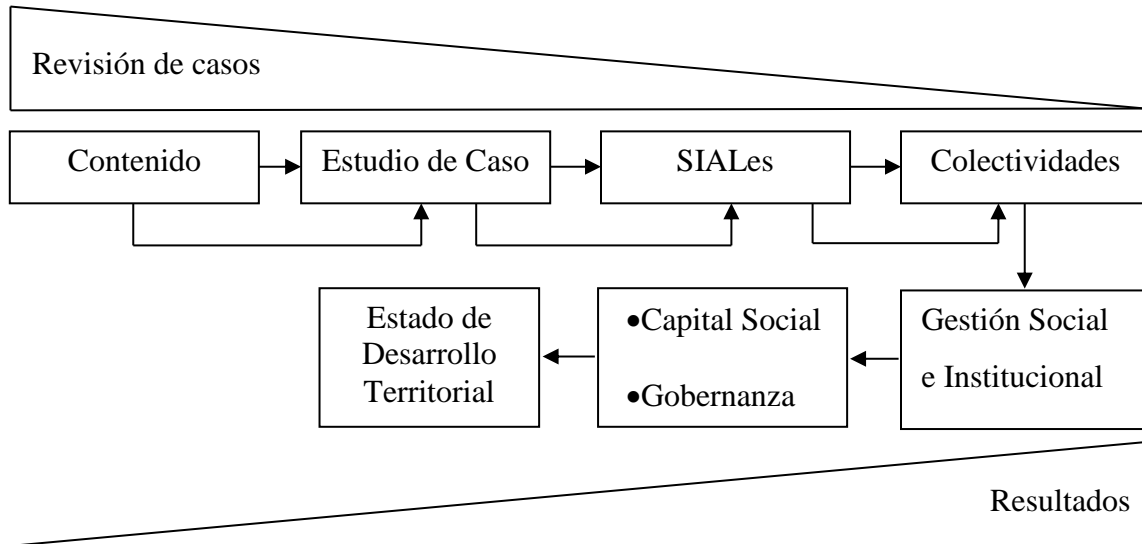 Revisión de casos
Contenido
Estudio de Caso
SIALes
Colectividades
Estado de
Desarrollo
Territorial
•Capital Social
•Gobernanza
Gestión Social
e Institucional
Resultados